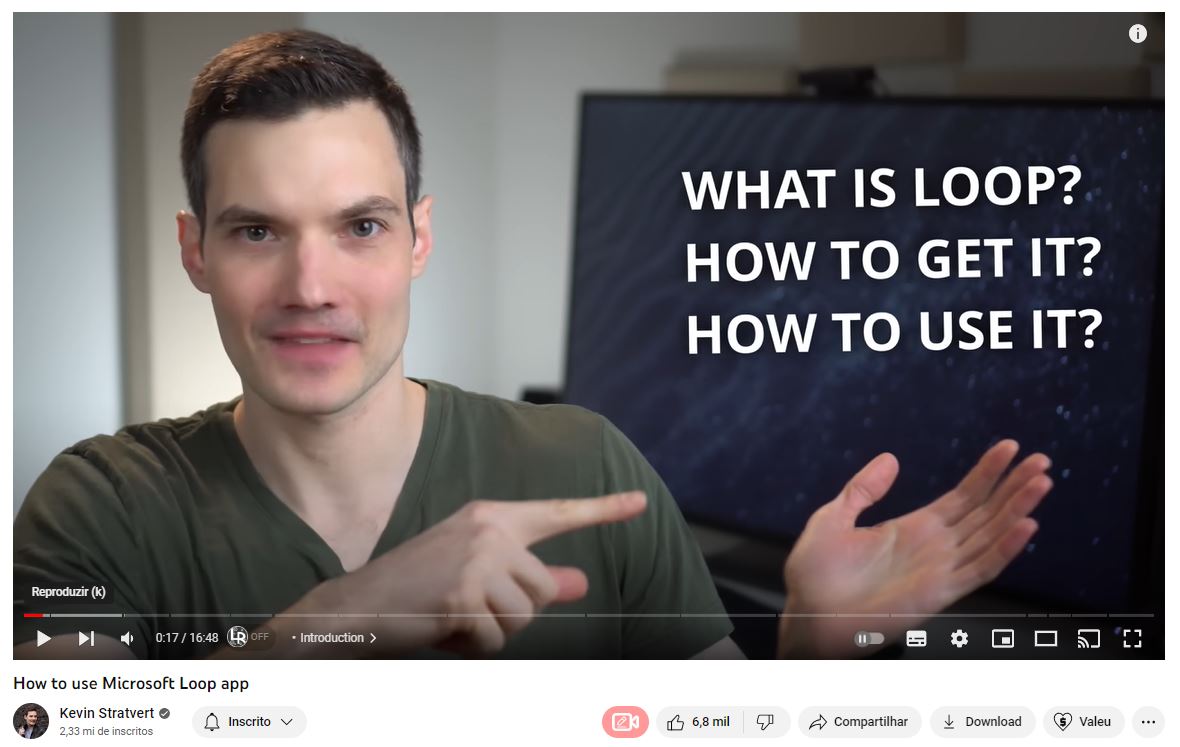 WHAT IS LOOP?
HOW TO GET IT?
HOW TO USE IT?
Reproduzir (k)
0:17 / 16:48 LR OFF • Introduction
How to use Microsoft Loop app
Kevin Stratvert
2,33 mi de inscritos
Inscrito
6,8 mil
Compartilhar
Download
Valeu